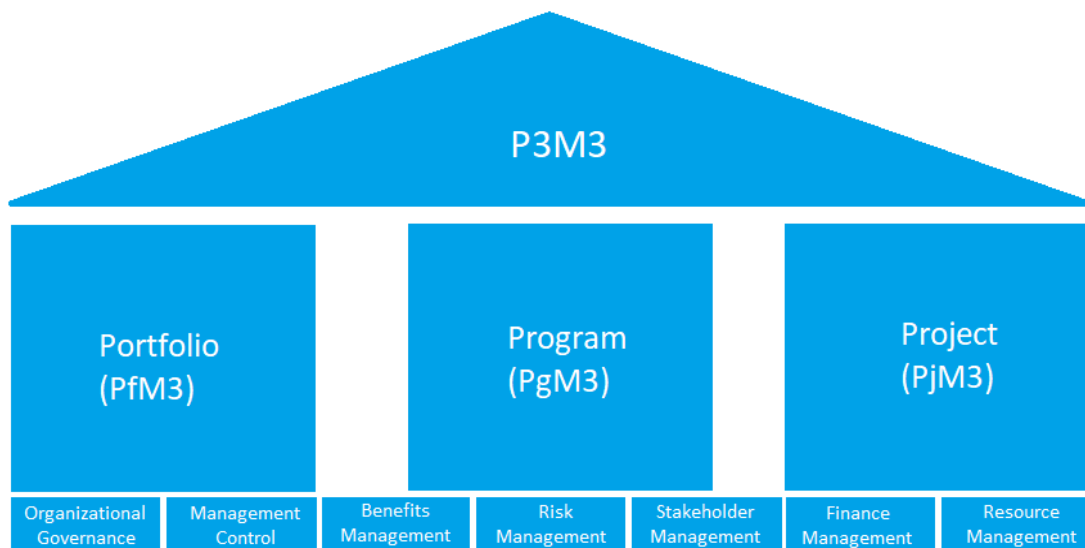 P3M3
Portfolio
(PfM3)
Program
(PgM3)
Project
(PjM3)
Organizational
Governance
Management
Control
Benefits
Management
Risk
Management
Stakeholder
Management
Finance
Management
Resource
Management